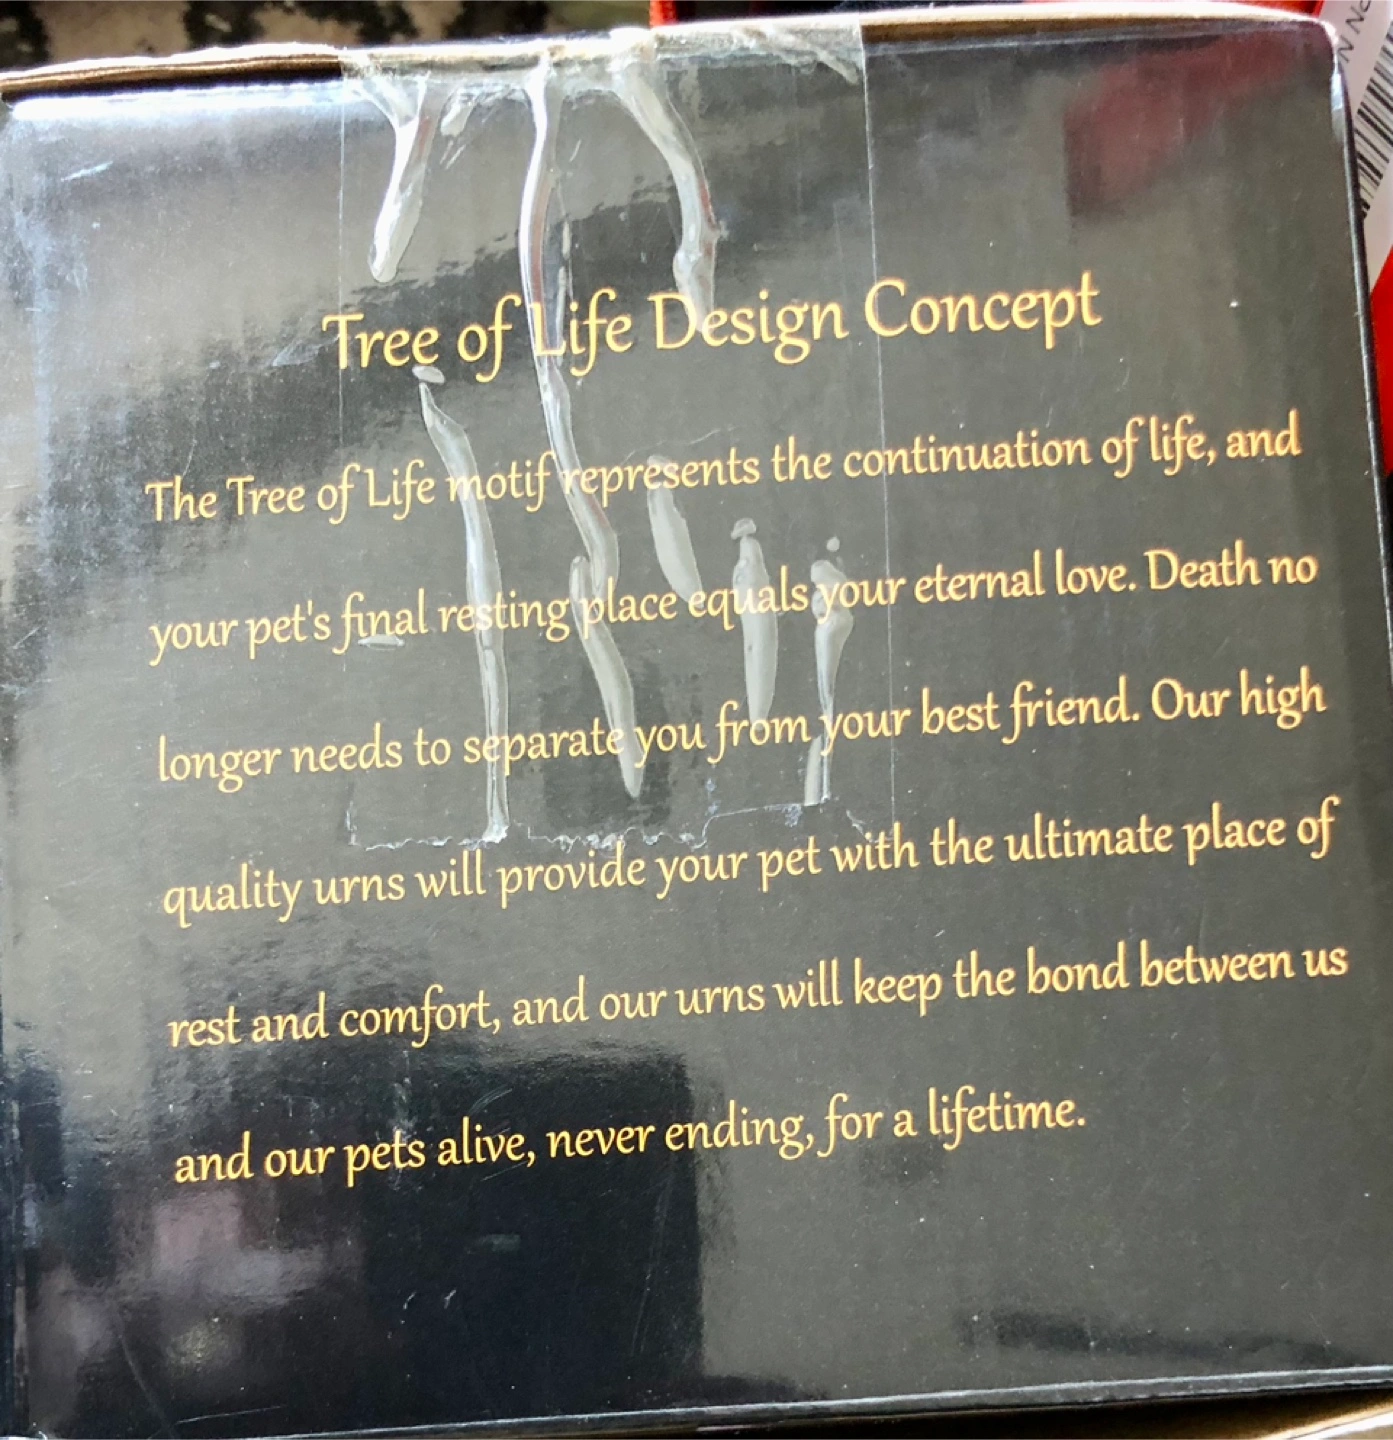 Tree of Life Design Concept
The Tree of Life motif represents the continuation of life, and
your pet's final resting place equals your eternal love. Death no
longer needs to separate you from your best friend. Our high
quality urns will provide your pet with the ultimate place of
rest and comfort, and our urns will keep the bond between us
and our pets alive, never ending, for a lifetime.